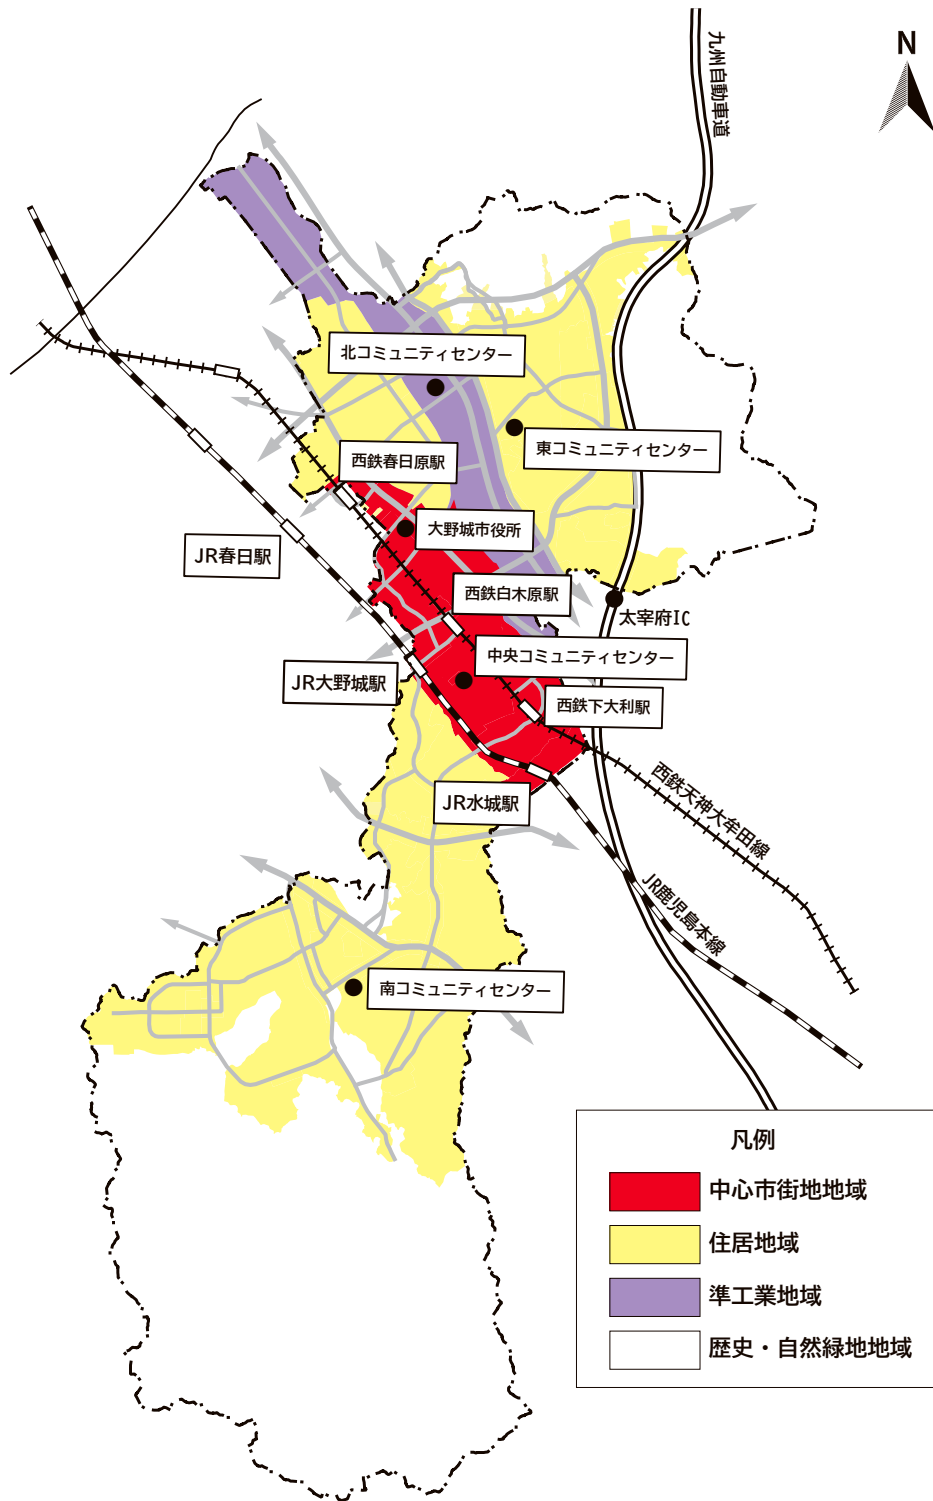 九州自動車道
N
北コミュニティセンター
東コミュニティセンター
西鉄春日原駅
大野城市役所
JR春日駅
西鉄白木原駅
太宰府IC
中央コミュニティセンター
JR大野城駅
西鉄下大利駅
JR水城駅
西鉄天神大牟田線
JR鹿児島本線
南コミュニティセンター
凡例
中心市街地地域
住居地域
準工業地域
歴史・自然緑地地域